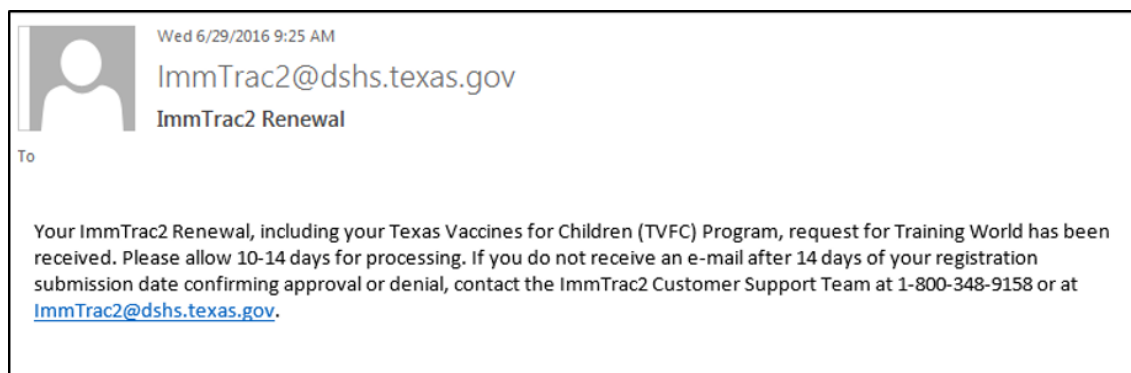 Wed 6/29/2016 9:25 AM
ImmTrac2@dshs.texas.gov
ImmTrac2 Renewal
To
Your ImmTrac2 Renewal, including your Texas Vaccines for Children (TVFC) Program, request for Training World has been
received. Please allow 10-14 days for processing. If you do not receive an e-mail after 14 days of your registration
submission date confirming approval or denial, contact the ImmTrac2 Customer Support Team at 1-800-348-9158 or at
ImmTrac2@dshs.texas.gov.